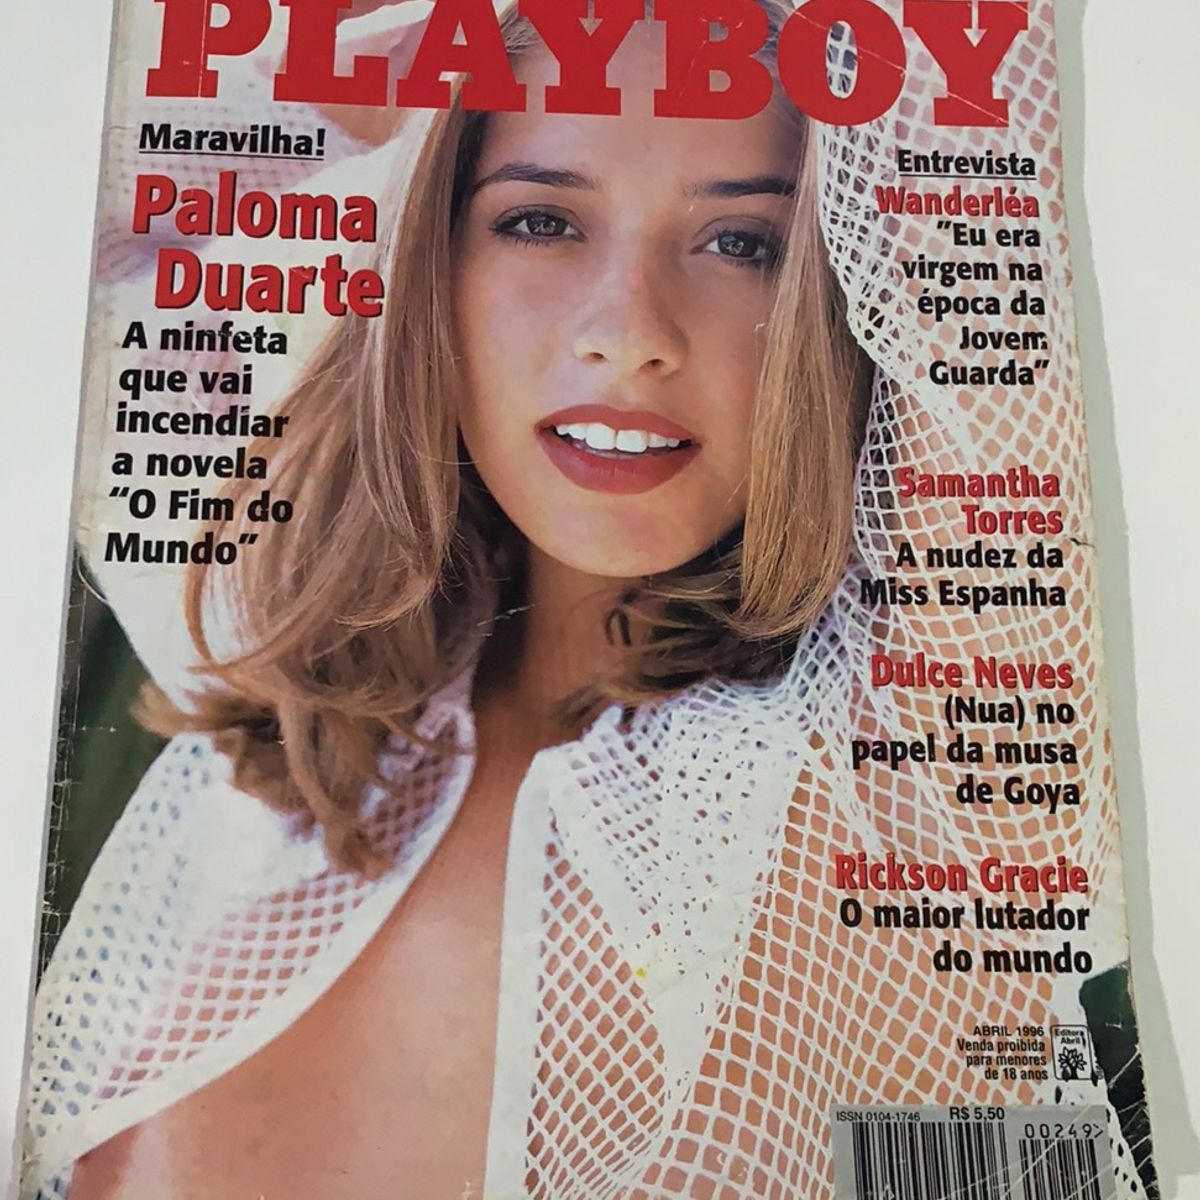 PLAYBOY
Maravilha!
Paloma
Duarte
A ninfeta
que vai
incendiar
a novela
“O Fim do
Mundo”
Entrevista
Wanderléa
"Eu era
virgem na
época da
Jovem
Guarda”
Samantha
Torres
A nudez da
Miss Espanha
Dulce Neves
(Nua) no
papel da musa
de Goya
Rickson Gracie
O maior lutador
do mundo
ABRIL 1996
Venda proibida
para menores
de 18 anos
Editora
Abril
ISSN 0104-1746
R$ 5,50
00249>